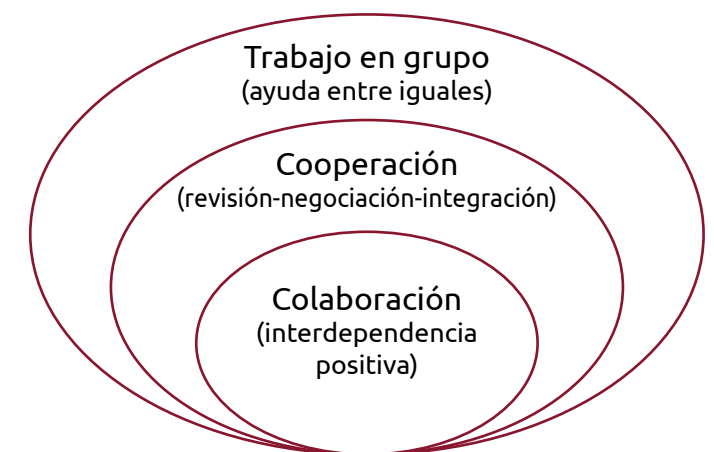 Trabajo en grupo
(ayuda entre iguales)
Cooperación
(revisión-negociación-integración)
Colaboración
(interdependencia
positiva)